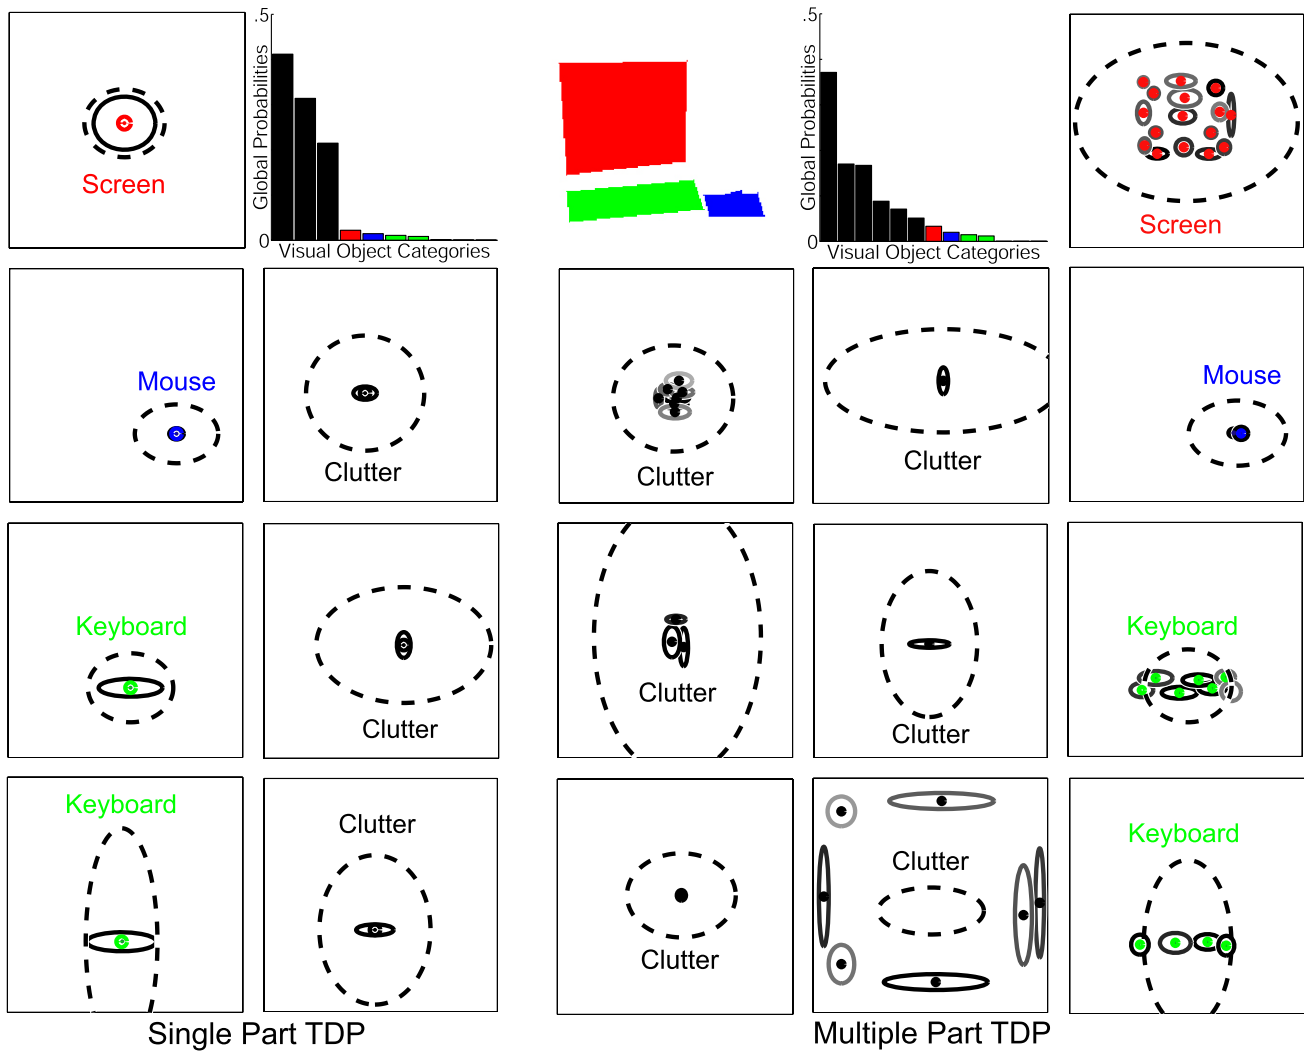 .5
Global Probabilities
0
Visual Object Categories
.5
Global Probabilities
0
Visual Object Categories
Screen
Screen
Mouse
Clutter
Clutter
Clutter
Mouse
Keyboard
Clutter
Clutter
Clutter
Keyboard
Keyboard
Clutter
Clutter
Clutter
Keyboard
Single Part TDP
Multiple Part TDP